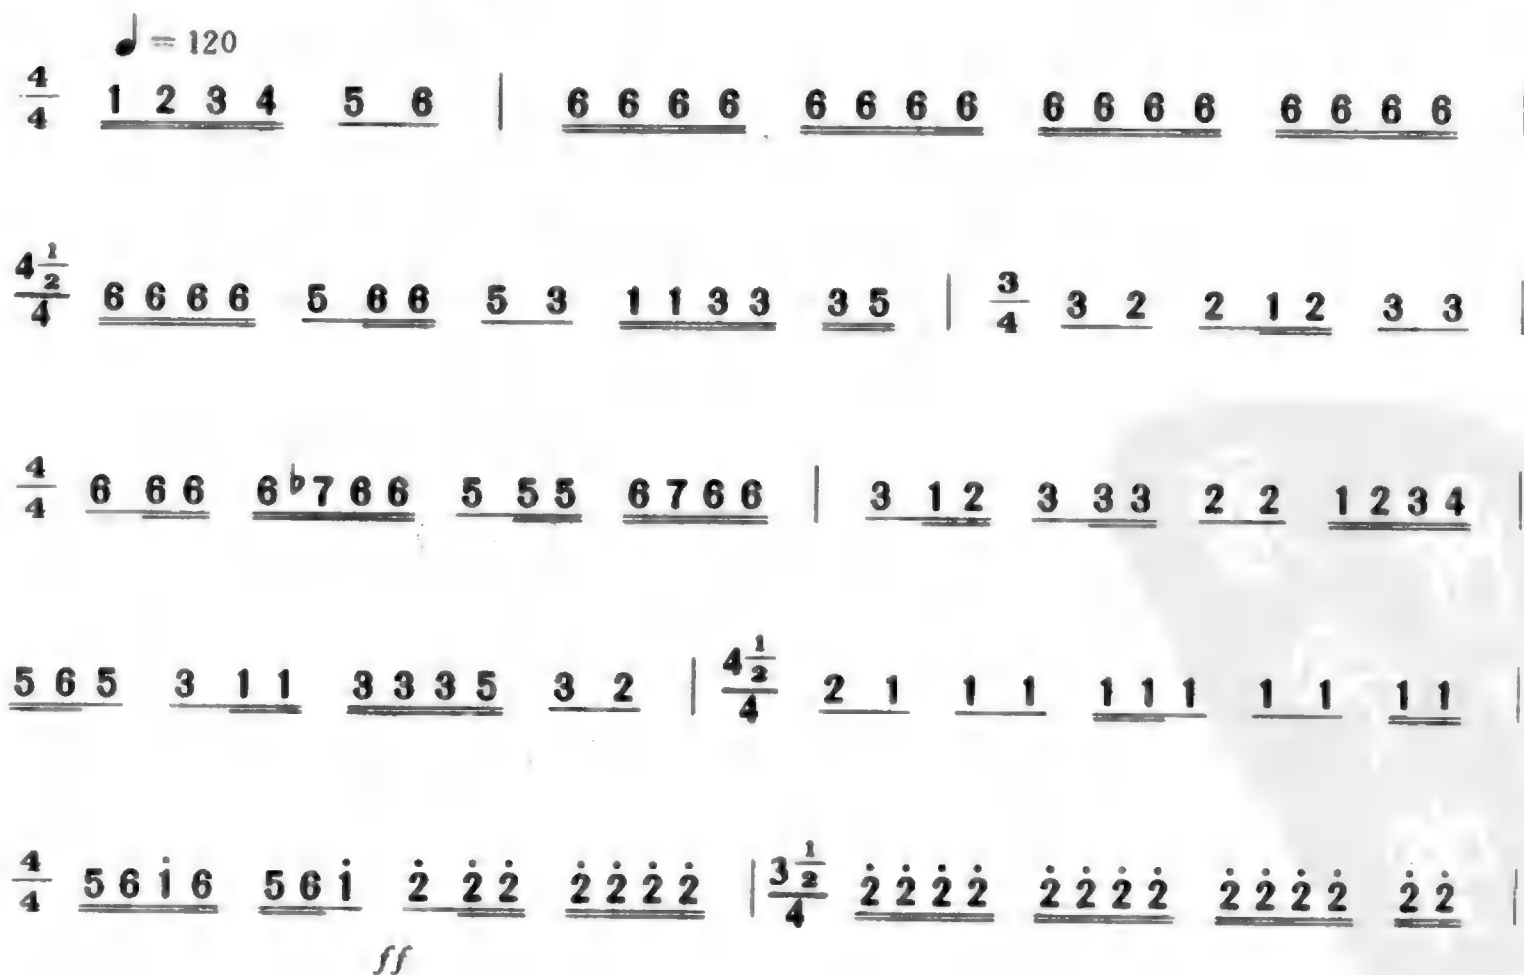 ♩ = 120
4/4 1 2 3 4 5 6 | 6 6 6 6 6 6 6 6 6 6 6 6 6 6 6 6 |
4½/4 6 6 6 6 5 6 6 5 3 1 1 3 3 3 5 | 3/4 3 2 2 1 2 3 3 |
4/4 6 6 6 6 ♭7 6 6 5 5 5 6 7 6 6 | 3 1 2 3 3 3 2 2 1 2 3 4 |
5 6 5 3 1 1 3 3 3 5 3 2 | 4½/4 2 1 1 1 1 1 1 1 1 1 1 |
4/4 5 6 1̇ 6 5 6 1̇ 2̇ 2̇ 2̇ 2̇ 2̇ 2̇ 2̇ | 3½/4 2̇ 2̇ 2̇ 2̇ 2̇ 2̇ 2̇ 2̇ 2̇ 2̇ 2̇ 2̇ 2̇ 2̇ |
ff